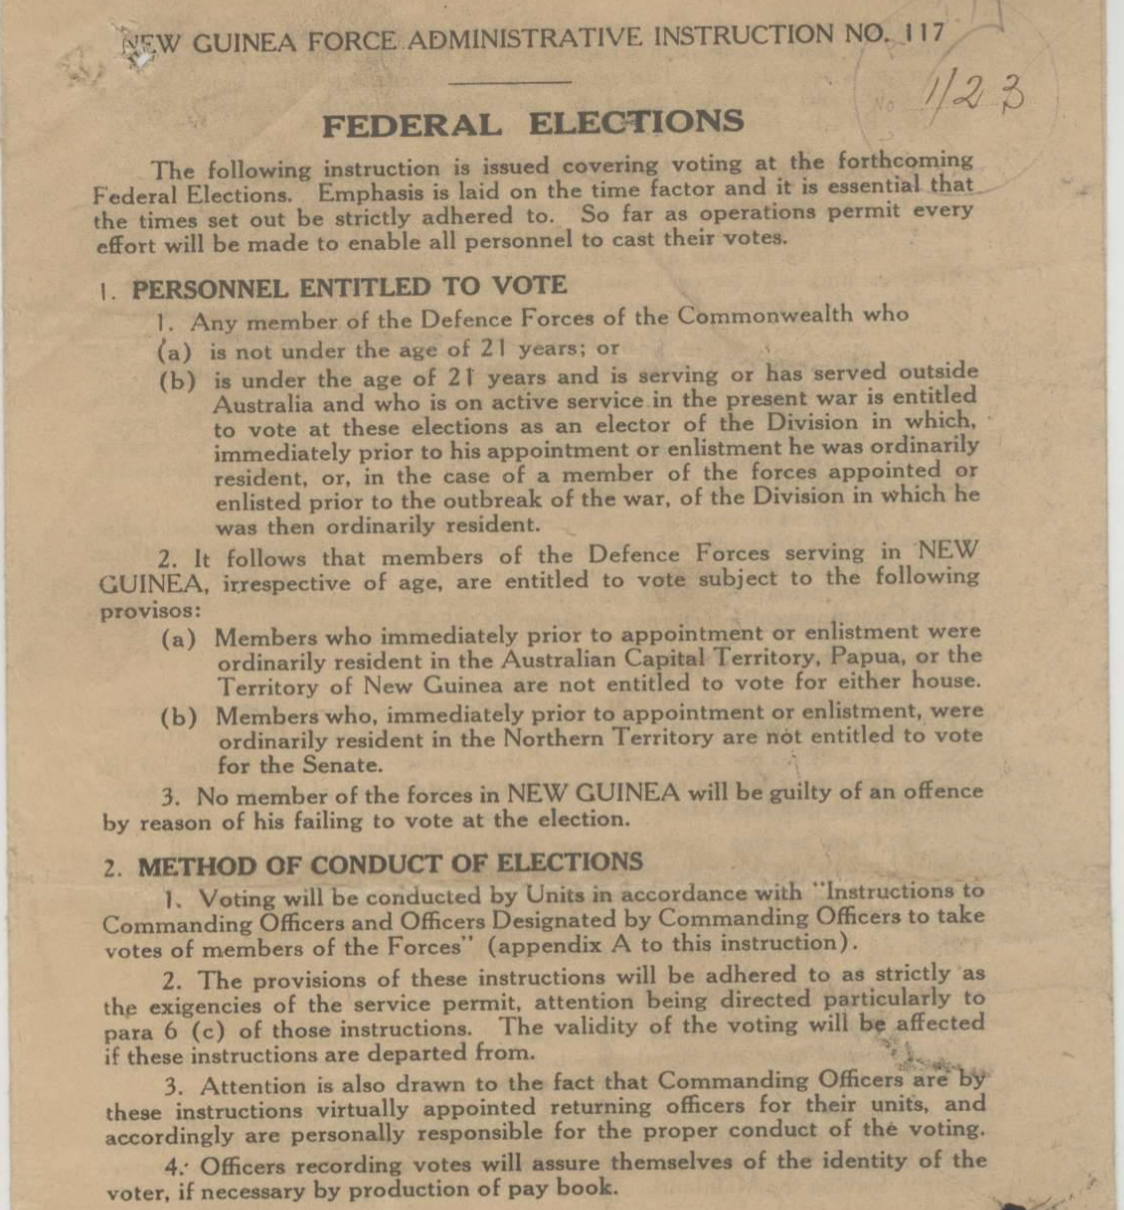 NEW GUINEA FORCE ADMINISTRATIVE INSTRUCTION NO. 117
No 1/23
FEDERAL ELECTIONS
The following instruction is issued covering voting at the forthcoming
Federal Elections. Emphasis is laid on the time factor and it is essential that
the times set out be strictly adhered to. So far as operations permit every
effort will be made to enable all personnel to cast their votes.
1. PERSONNEL ENTITLED TO VOTE
1. Any member of the Defence Forces of the Commonwealth who
(a) is not under the age of 21 years; or
(b) is under the age of 21 years and is serving or has served outside
Australia and who is on active service in the present war is entitled
to vote at these elections as an elector of the Division in which,
immediately prior to his appointment or enlistment he was ordinarily
resident, or, in the case of a member of the forces appointed or
enlisted prior to the outbreak of the war, of the Division in which he
was then ordinarily resident.
2. It follows that members of the Defence Forces serving in NEW
GUINEA, irrespective of age, are entitled to vote subject to the following
provisos:
(a) Members who immediately prior to appointment or enlistment were
ordinarily resident in the Australian Capital Territory, Papua, or the
Territory of New Guinea are not entitled to vote for either house.
(b) Members who, immediately prior to appointment or enlistment, were
ordinarily resident in the Northern Territory are not entitled to vote
for the Senate.
3. No member of the forces in NEW GUINEA will be guilty of an offence
by reason of his failing to vote at the election.
2. METHOD OF CONDUCT OF ELECTIONS
1. Voting will be conducted by Units in accordance with "Instructions to
Commanding Officers and Officers Designated by Commanding Officers to take
votes of members of the Forces" (appendix A to this instruction).
2. The provisions of these instructions will be adhered to as strictly as
the exigencies of the service permit, attention being directed particularly to
para 6 (c) of those instructions. The validity of the voting will be affected
if these instructions are departed from.
3. Attention is also drawn to the fact that Commanding Officers are by
these instructions virtually appointed returning officers for their units, and
accordingly are personally responsible for the proper conduct of the voting.
4. Officers recording votes will assure themselves of the identity of the
voter, if necessary by production of pay book.